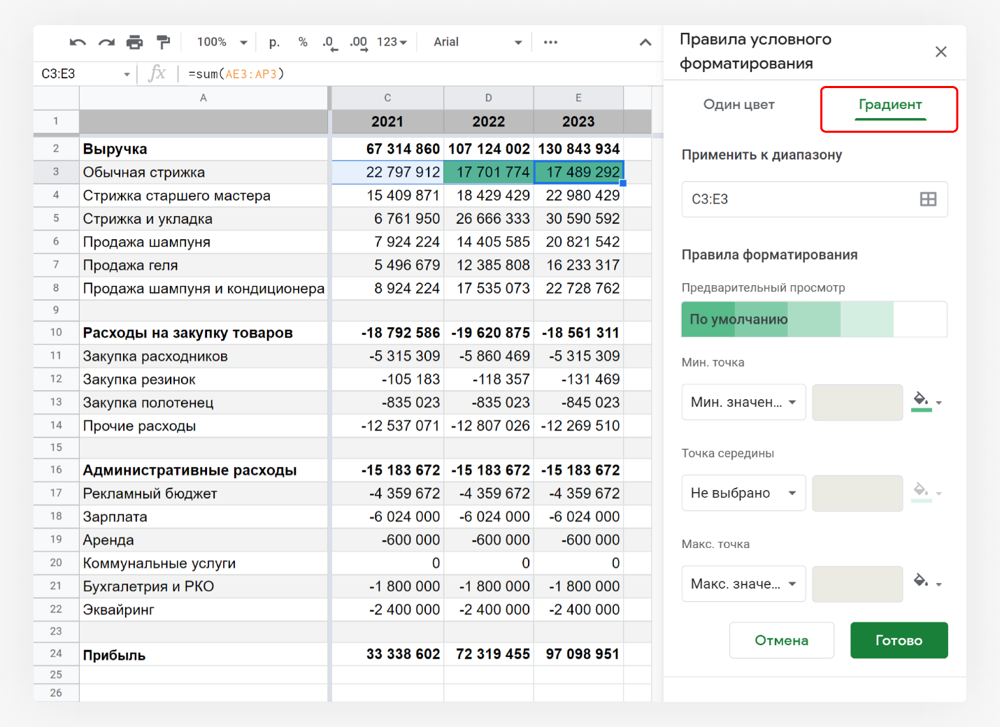 100% р. % .0 .00 123 Arial
C3:E3 fx =sum(AE3:AP3)
A C D E
1 2021 2022 2023
2 Выручка 67 314 860 107 124 002 130 843 934
3 Обычная стрижка 22 797 912 17 701 774 17 489 292
4 Стрижка старшего мастера 15 409 871 18 429 429 22 980 429
5 Стрижка и укладка 6 761 950 26 666 333 30 590 592
6 Продажа шампуня 7 924 224 14 405 585 20 821 542
7 Продажа геля 5 496 679 12 385 808 16 233 317
8 Продажа шампуня и кондиционера 8 924 224 17 535 073 22 728 762
9
10 Расходы на закупку товаров -18 792 586 -19 620 875 -18 561 311
11 Закупка расходников -5 315 309 -5 860 469 -5 315 309
12 Закупка резинок -105 183 -118 357 -131 469
13 Закупка полотенец -835 023 -835 023 -845 023
14 Прочие расходы -12 537 071 -12 807 026 -12 269 510
15
16 Административные расходы -15 183 672 -15 183 672 -15 183 672
17 Рекламный бюджет -4 359 672 -4 359 672 -4 359 672
18 Зарплата -6 024 000 -6 024 000 -6 024 000
19 Аренда -600 000 -600 000 -600 000
20 Коммунальные услуги 0 0 0
21 Бухгалетрия и РКО -1 800 000 -1 800 000 -1 800 000
22 Эквайринг -2 400 000 -2 400 000 -2 400 000
23
24 Прибыль 33 338 602 72 319 455 97 098 951
25
26
Правила условного
форматирования
Один цвет Градиент
Применить к диапазону
C3:E3
Правила форматирования
Предварительный просмотр
По умолчанию
Мин. точка
Мин. значен...
Точка середины
Не выбрано
Макс. точка
Макс. значе...
Отмена Готово